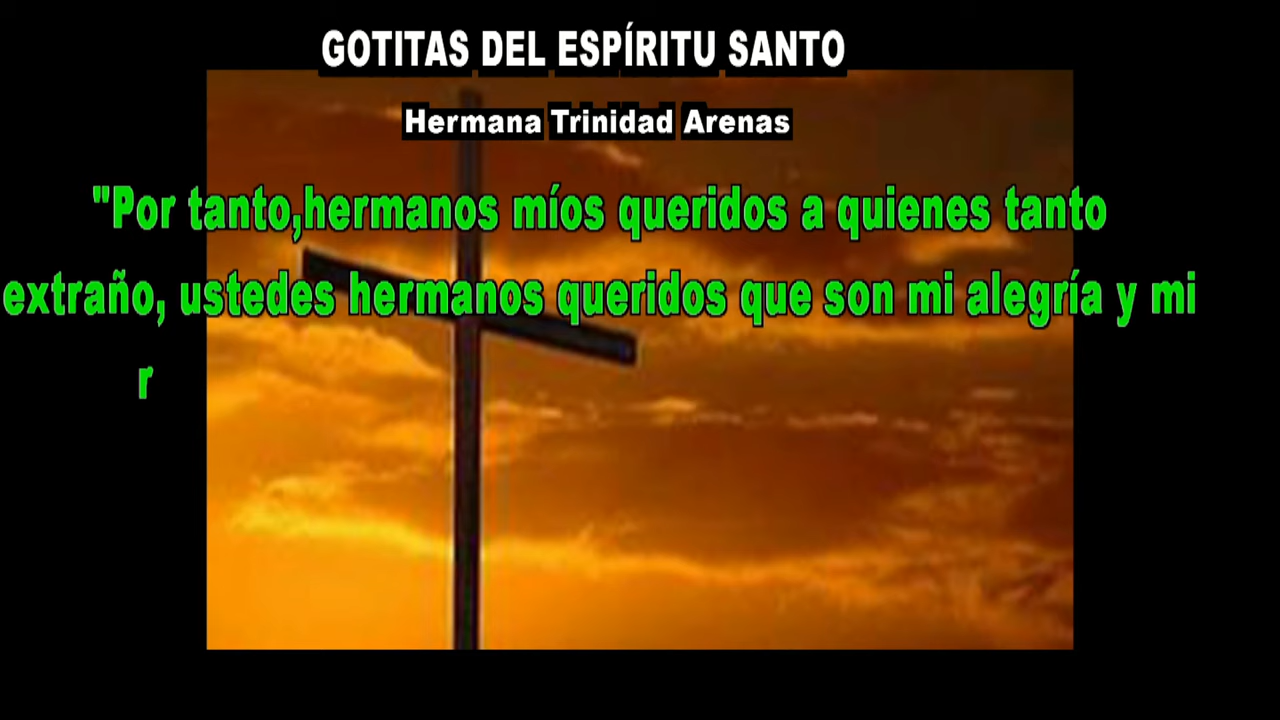 GOTITAS DEL ESPÍRITU SANTO
Hermana Trinidad Arenas
"Por tanto,hermanos míos queridos a quienes tanto
extraño, ustedes hermanos queridos que son mi alegría y mi
r